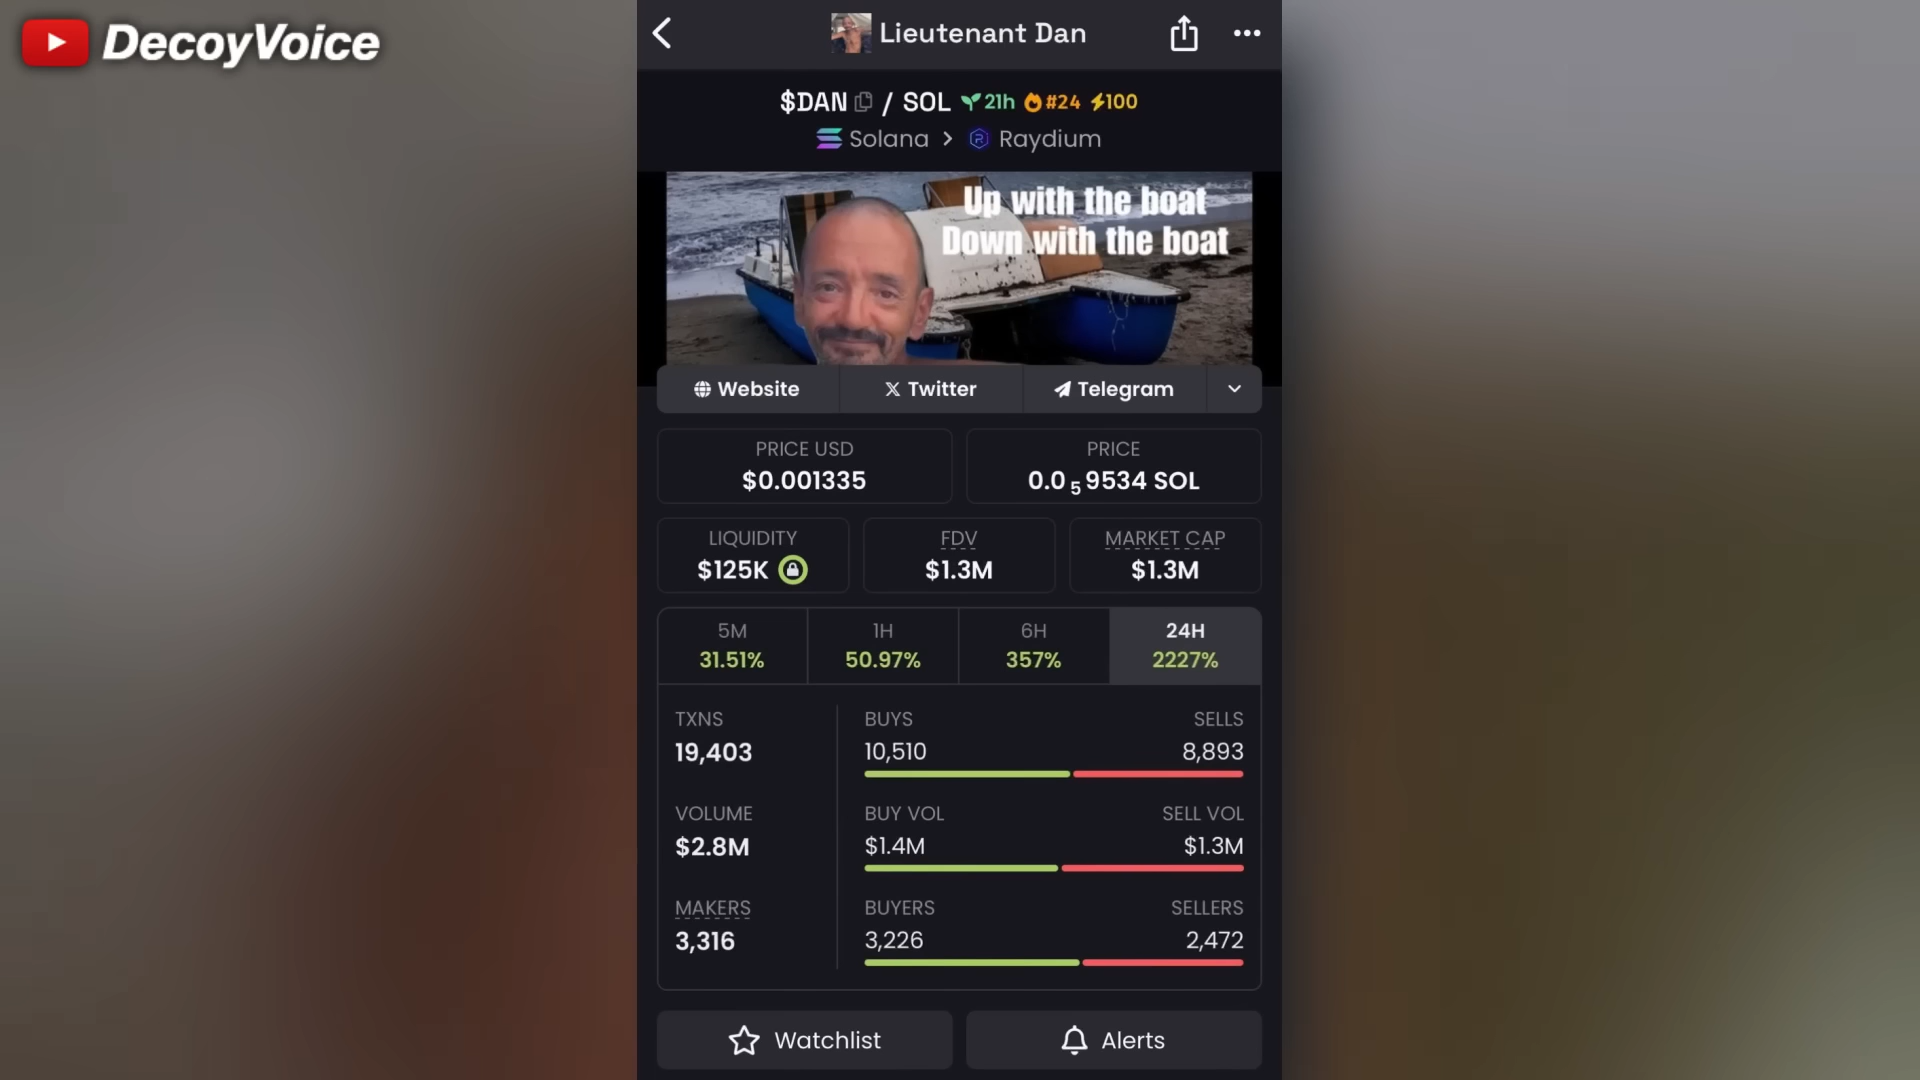 DecoyVoice
Lieutenant Dan
$DAN / SOL 21h #24 100
Solana > Raydium
Up with the boat
Down with the boat
Website X Twitter Telegram
PRICE USD PRICE
$0.001335 0.0₅9534 SOL
LIQUIDITY FDV MARKET CAP
$125K $1.3M $1.3M
5M 1H 6H 24H
31.51% 50.97% 357% 2227%
TXNS BUYS SELLS
19,403 10,510 8,893
VOLUME BUY VOL SELL VOL
$2.8M $1.4M $1.3M
MAKERS BUYERS SELLERS
3,316 3,226 2,472
Watchlist Alerts